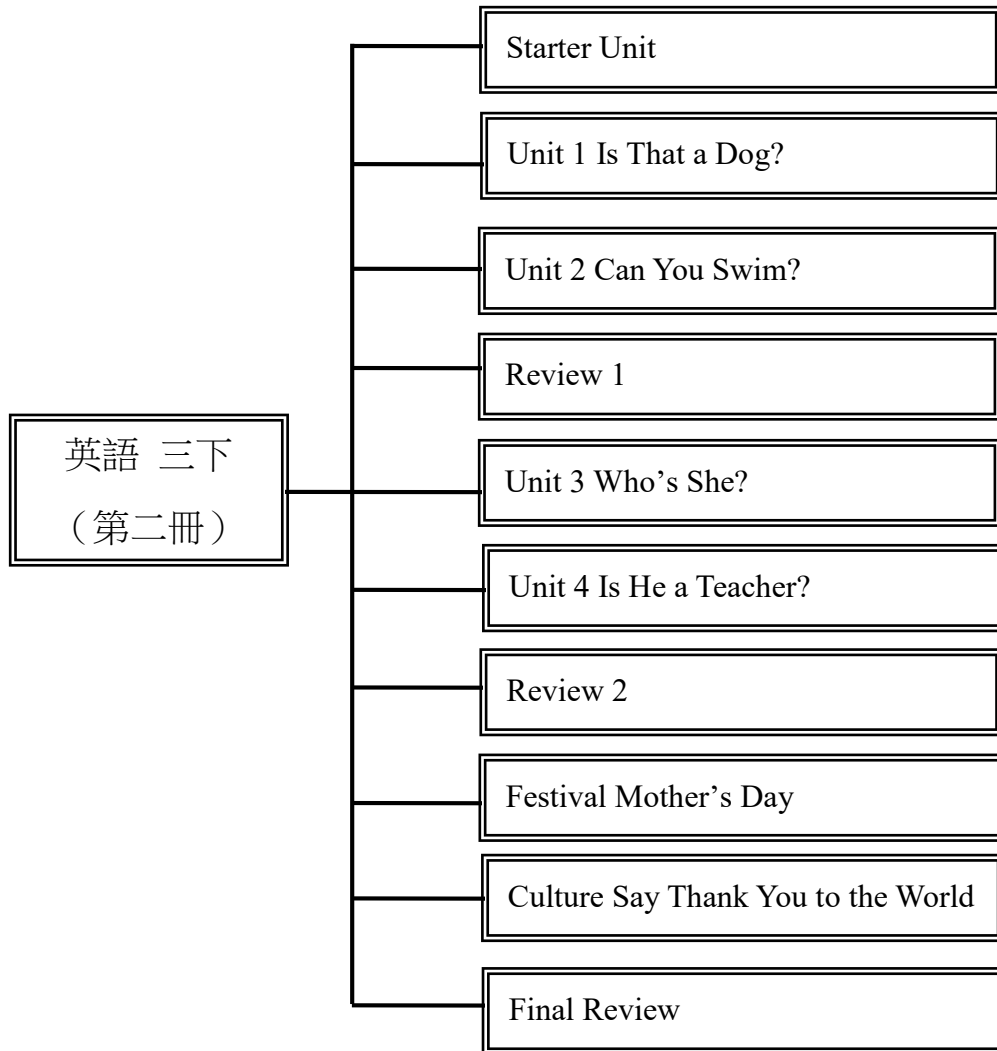 英語 三下
（第二冊）
Starter Unit
Unit 1 Is That a Dog?
Unit 2 Can You Swim?
Review 1
Unit 3 Who’s She?
Unit 4 Is He a Teacher?
Review 2
Festival Mother’s Day
Culture Say Thank You to the World
Final Review